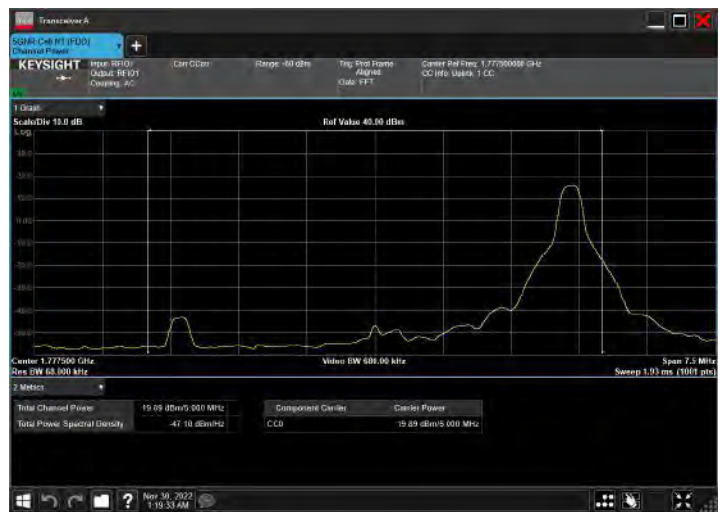 Transceiver A
5GNR Cell N1 (FDD)
Channel Power
KEYSIGHT
Input: RFIO1
Output: RFIO1
Coupling: AC
Corr CCorr
Range: -60 dBm
Trig: Prot Frame
Aligned
Gate: FFT
Center Ref Freq: 1.777500000 GHz
CC Info: Uplink, 1 CC
1 Graph
Scale/Div 10.0 dB
Ref Value 40.00 dBm
Log
Center 1.777500 GHz
Video BW 680.00 kHz
Span 7.5 MHz
Res BW 68.000 kHz
Sweep 1.93 ms (1001 pts)
2 Metrics
Total Channel Power
19.89 dBm/5.000 MHz
Total Power Spectral Density
-47.10 dBm/Hz
Component Carrier
Carrier Power
CC0
19.89 dBm/5.000 MHz
?
Nov 30, 2022
1:19:33 AM